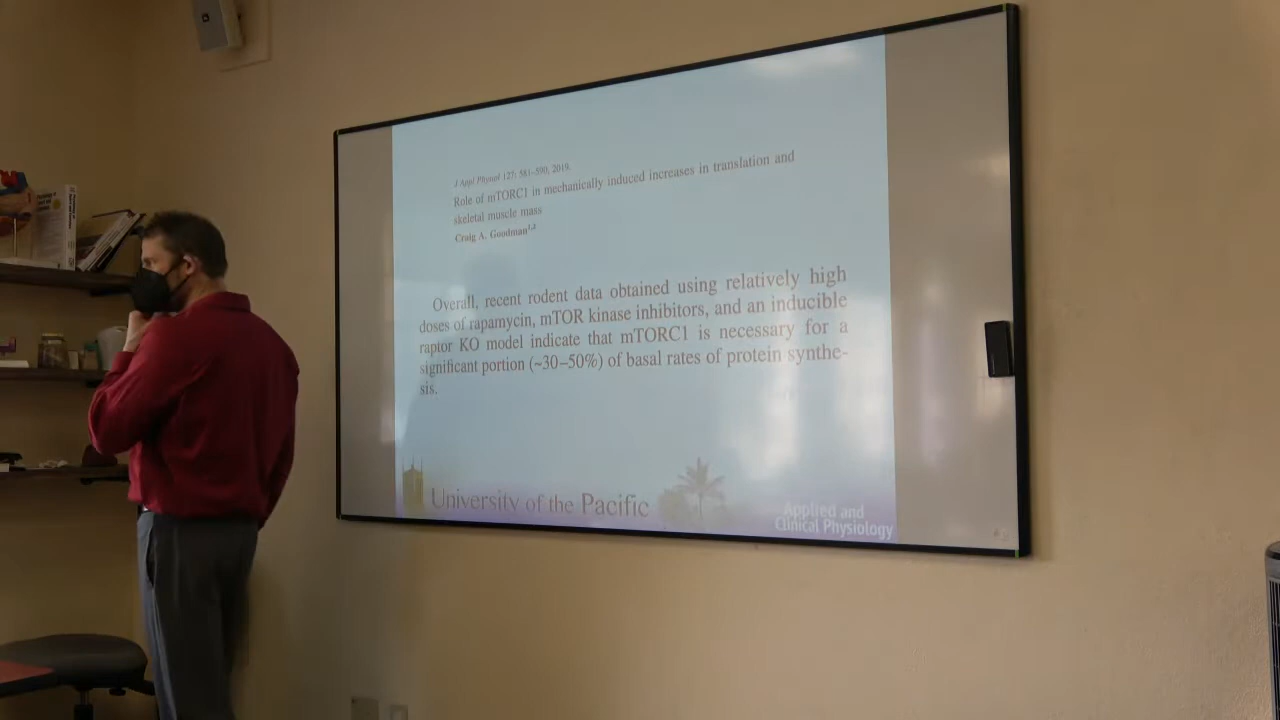 J Appl Physiol 127: 581–590, 2019.
Role of mTORC1 in mechanically induced increases in translation and
skeletal muscle mass
Craig A. Goodman1,2
Overall, recent rodent data obtained using relatively high
doses of rapamycin, mTOR kinase inhibitors, and an inducible
raptor KO model indicate that mTORC1 is necessary for a
significant portion (~30–50%) of basal rates of protein synthe-
sis.
University of the Pacific
Applied and
Clinical Physiology